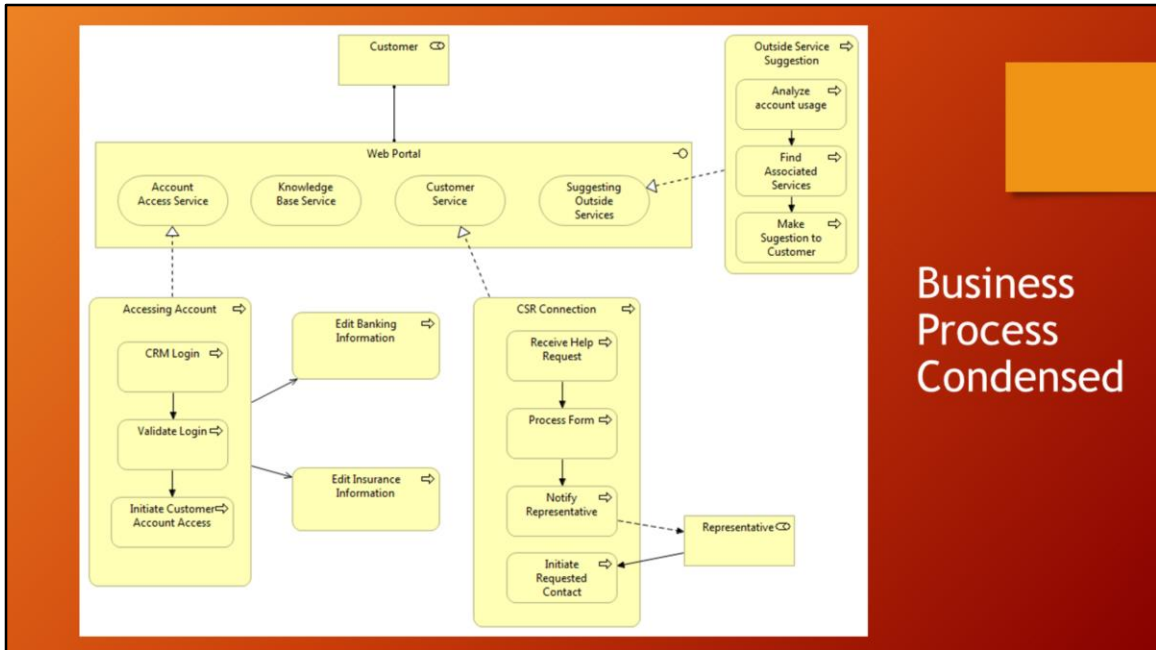 Customer
Outside Service
Suggestion
Analyze
account usage
Find
Associated
Services
Make
Sugestion to
Customer
Web Portal
Account
Access Service
Knowledge
Base Service
Customer
Service
Suggesting
Outside
Services
Accessing Account
CRM Login
Validate Login
Initiate Customer
Account Access
Edit Banking
Information
Edit Insurance
Information
CSR Connection
Receive Help
Request
Process Form
Notify
Representative
Initiate
Requested
Contact
Representative
Business
Process
Condensed